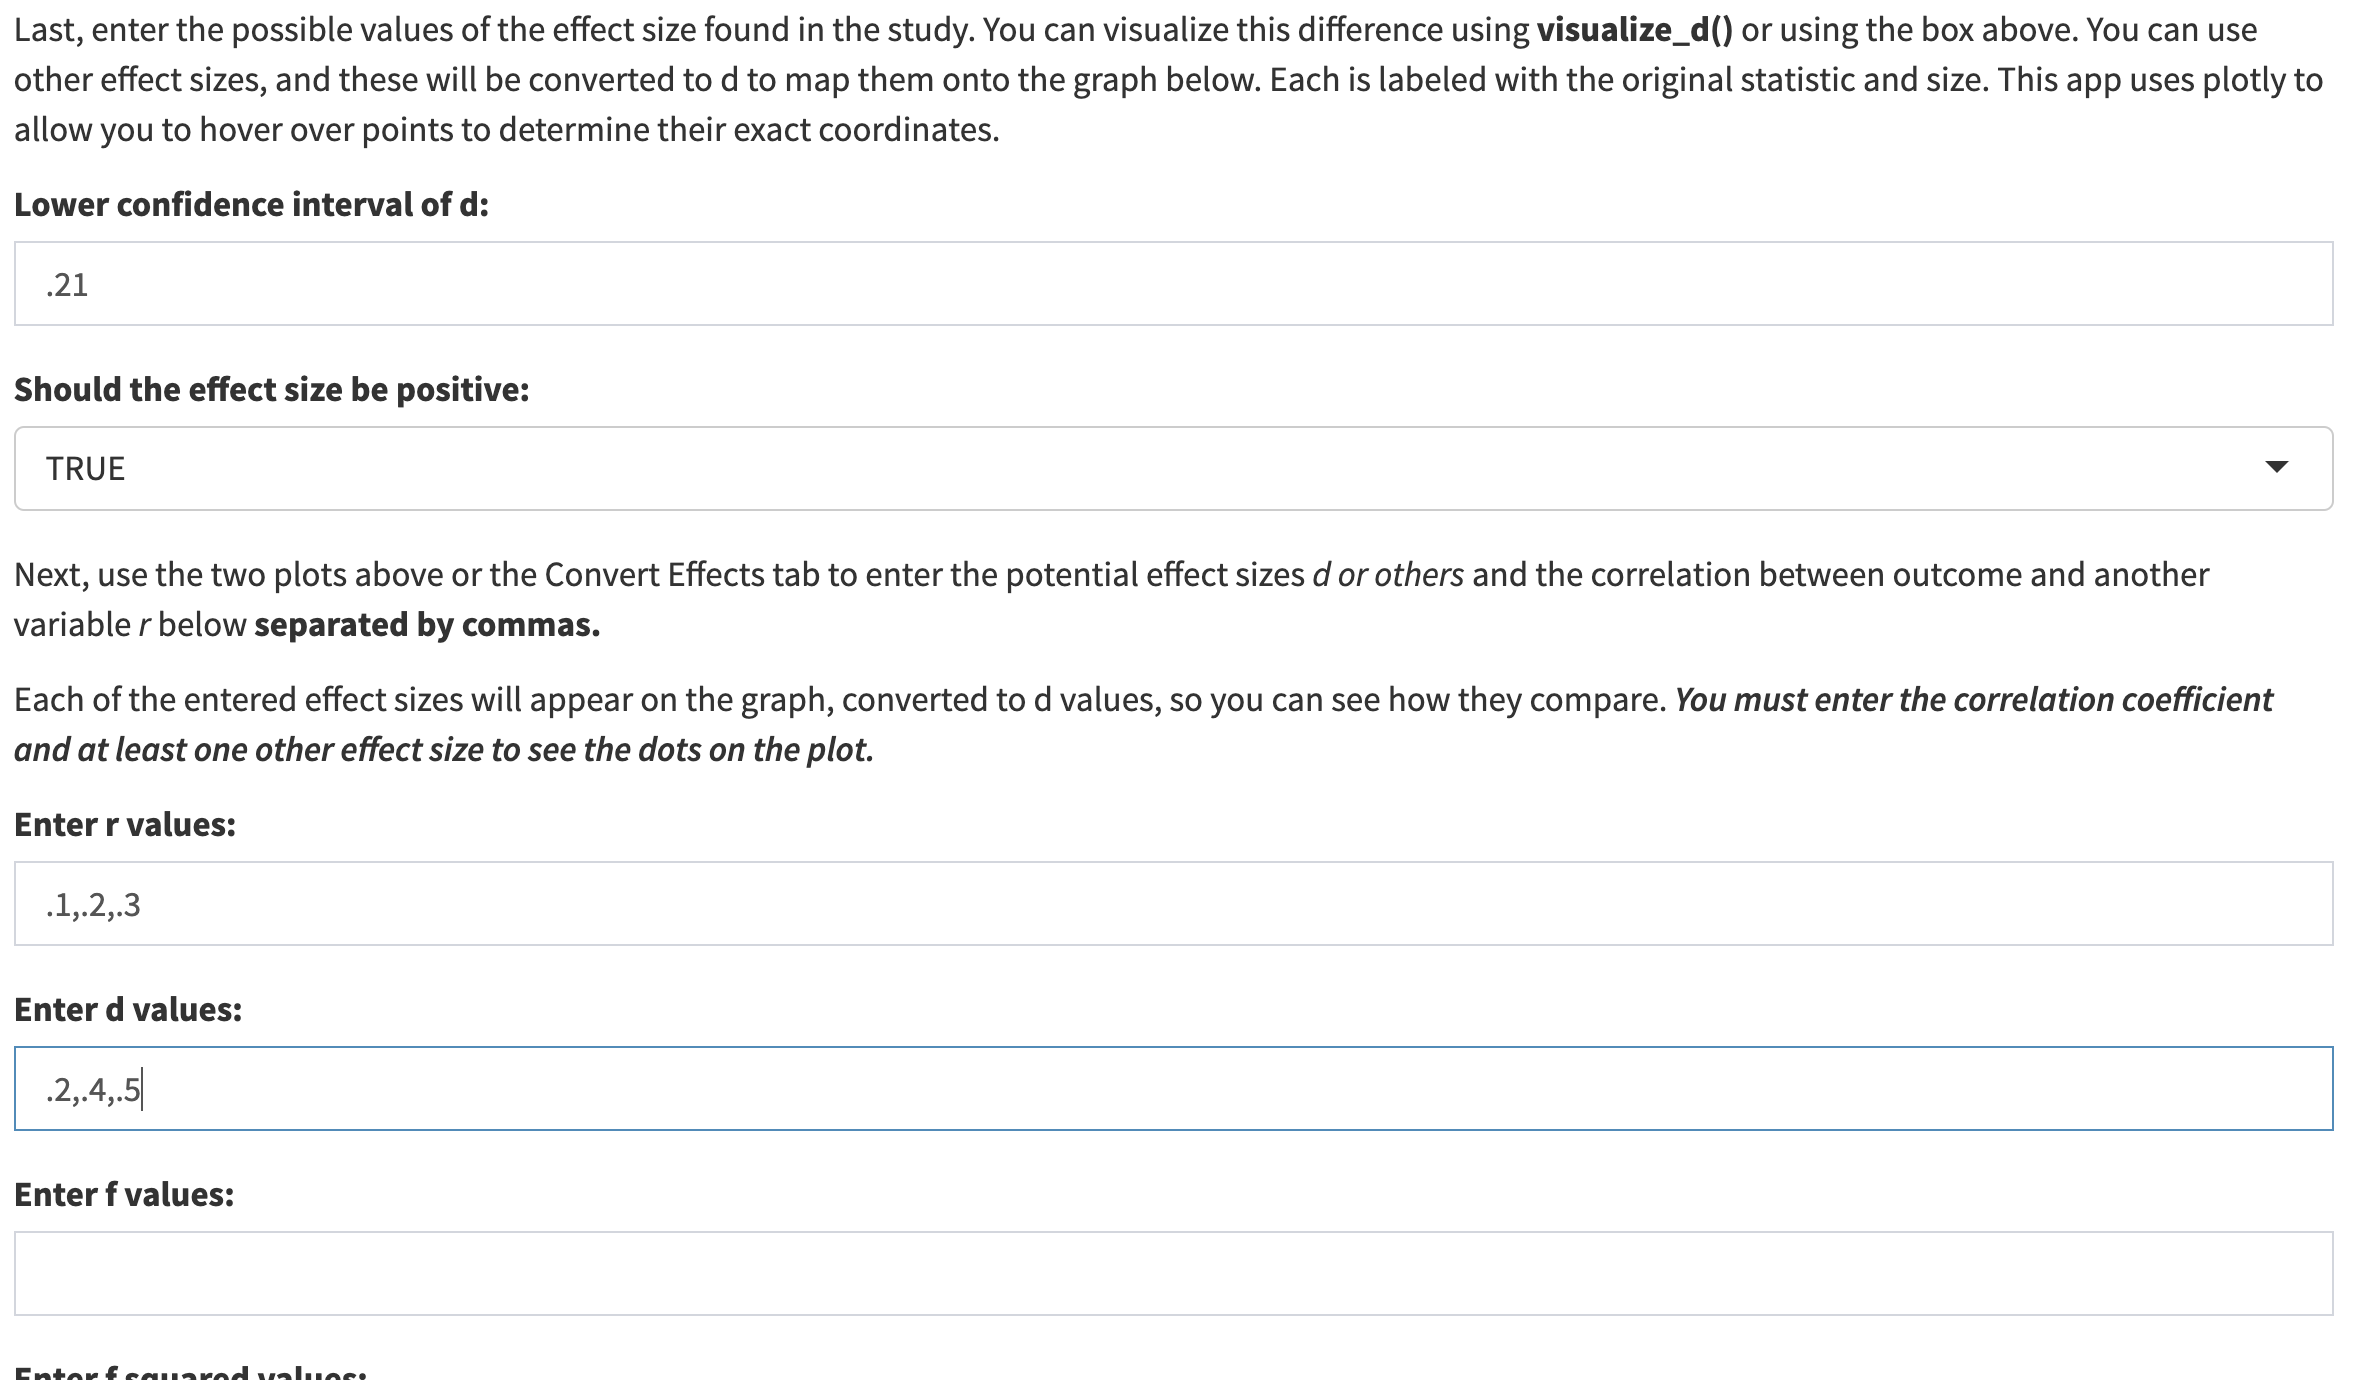 Last, enter the possible values of the effect size found in the study. You can visualize this difference using visualize_d() or using the box above. You can use
other effect sizes, and these will be converted to d to map them onto the graph below. Each is labeled with the original statistic and size. This app uses plotly to
allow you to hover over points to determine their exact coordinates.
Lower confidence interval of d:
.21
Should the effect size be positive:
TRUE
Next, use the two plots above or the Convert Effects tab to enter the potential effect sizes d or others and the correlation between outcome and another
variable r below separated by commas.
Each of the entered effect sizes will appear on the graph, converted to d values, so you can see how they compare. You must enter the correlation coefficient
and at least one other effect size to see the dots on the plot.
Enter r values:
.1,.2,.3
Enter d values:
.2,.4,.5
Enter f values:
Enter f squared values: